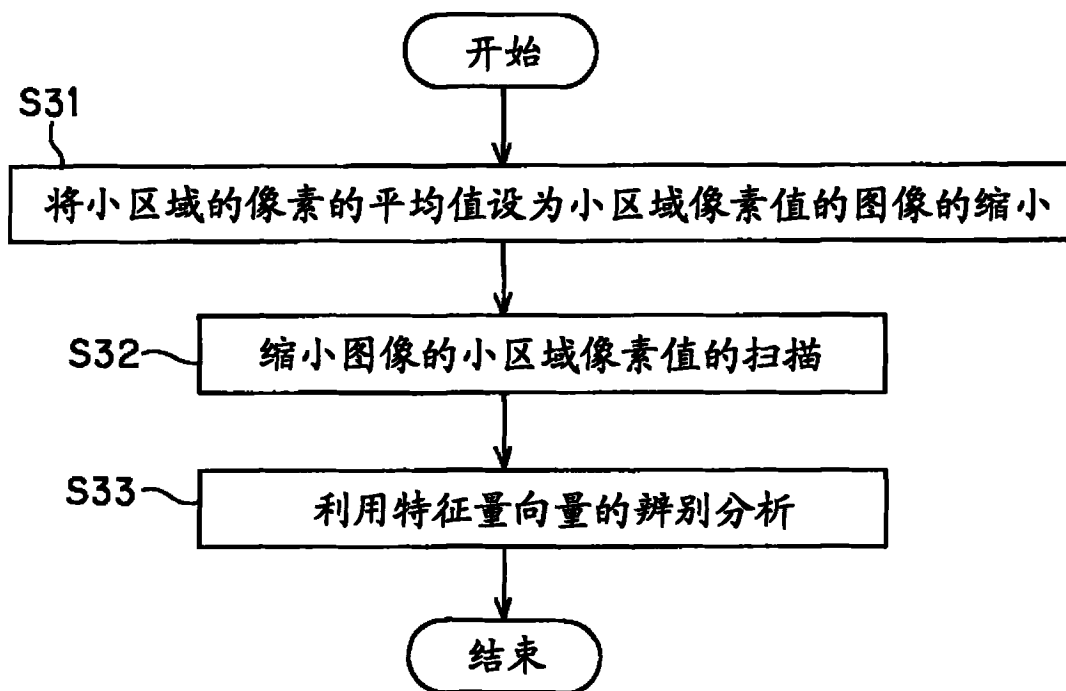 开始
S31
将小区域的像素的平均值设为小区域像素值的图像的缩小
S32
缩小图像的小区域像素值的扫描
S33
利用特征量向量的辨别分析
结束